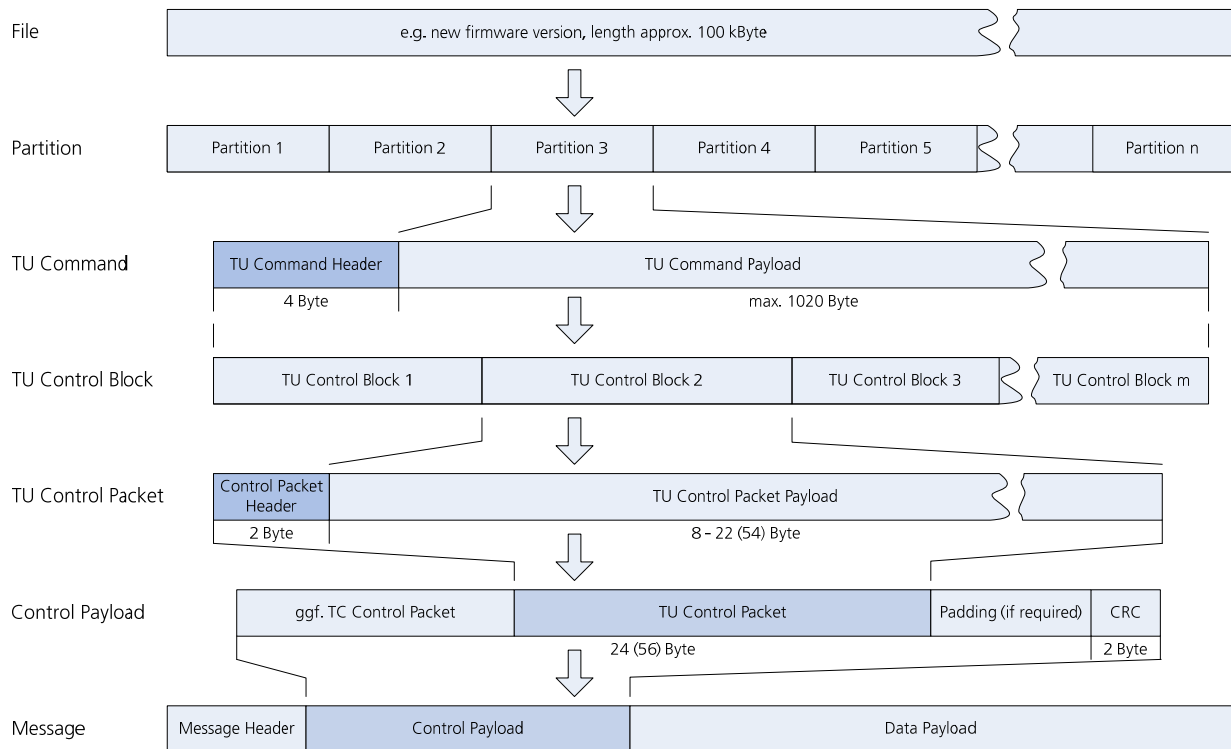 File
e.g. new firmware version, length approx. 100 kByte
Partition
Partition 1
Partition 2
Partition 3
Partition 4
Partition 5
Partition n
TU Command
TU Command Header
TU Command Payload
4 Byte
max. 1020 Byte
TU Control Block
TU Control Block 1
TU Control Block 2
TU Control Block 3
TU Control Block m
TU Control Packet
Control Packet
Header
TU Control Packet Payload
2 Byte
8 – 22 (54) Byte
Control Payload
ggf. TC Control Packet
TU Control Packet
Padding (if required)
CRC
24 (56) Byte
2 Byte
Message
Message Header
Control Payload
Data Payload